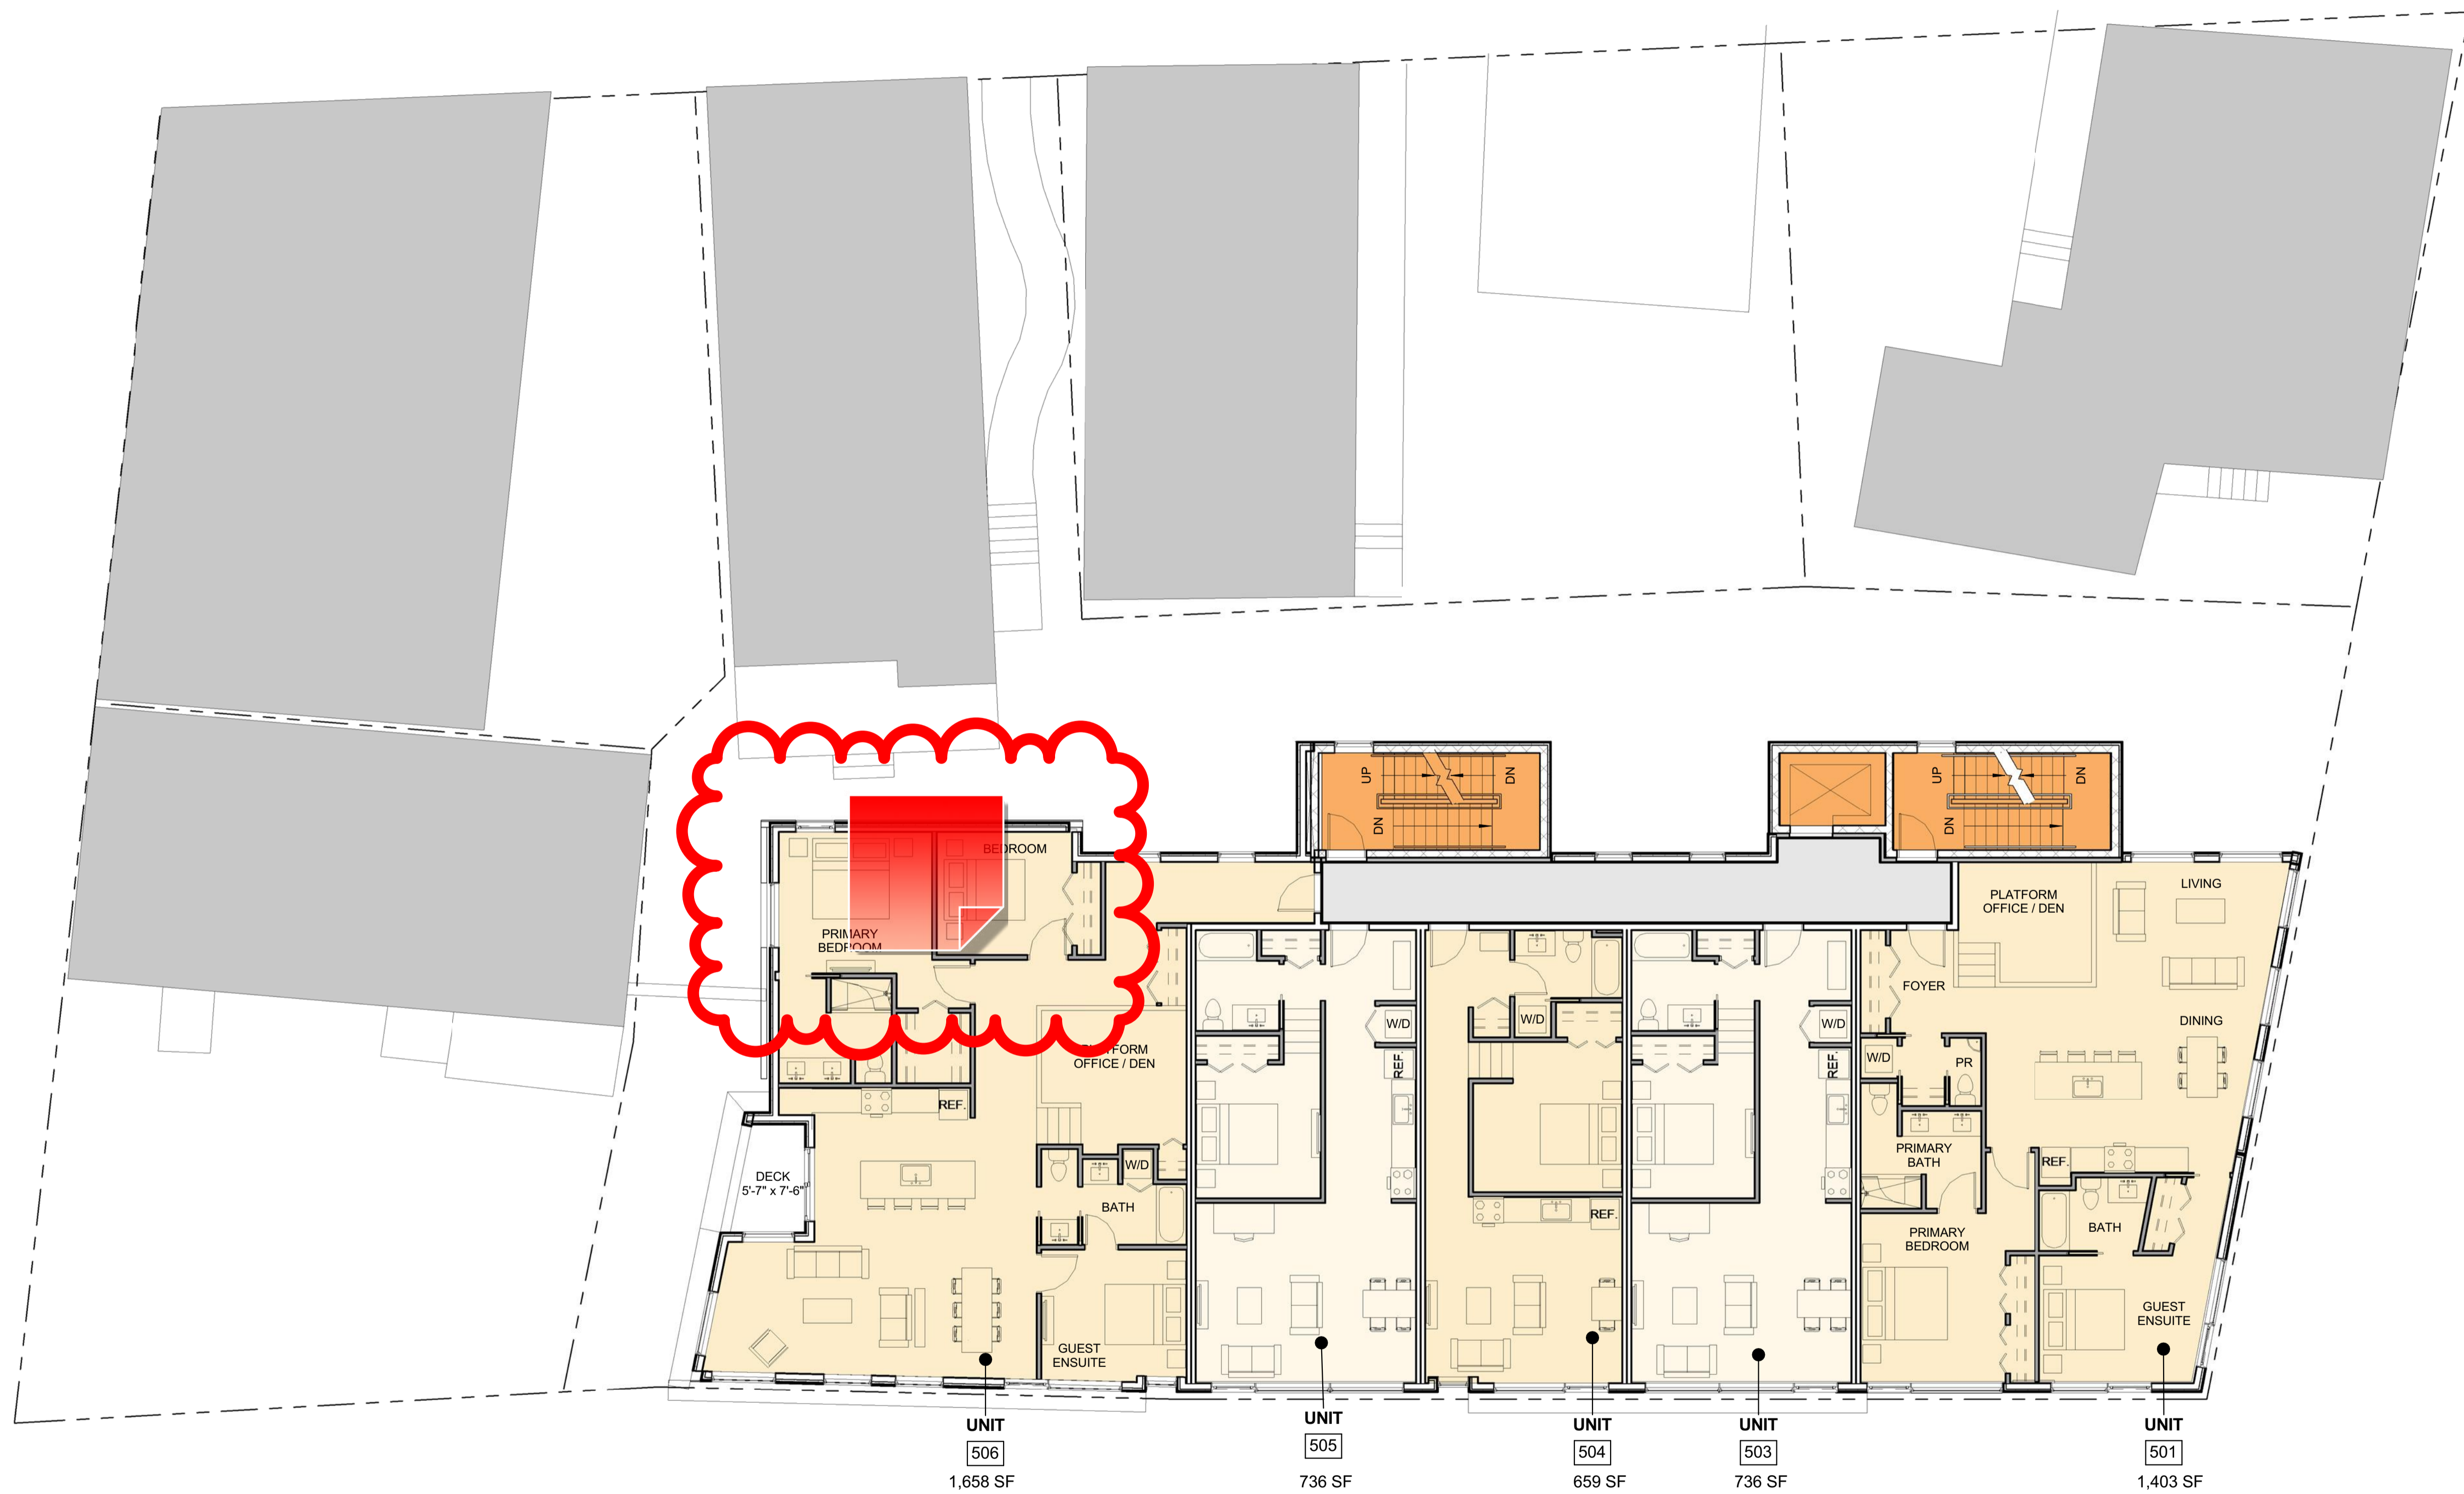 UP
DN
DN
UP
DN
DN
BEDROOM
PRIMARY
BEDROOM
PLATFORM
OFFICE / DEN
LIVING
FOYER
DINING
W/D
W/D
W/D
PLATFORM
OFFICE / DEN
REF.
REF.
REF.
W/D
PR
DECK
5'-7" x 7'-6"
W/D
BATH
REF.
PRIMARY
BATH
REF.
BATH
PRIMARY
BEDROOM
GUEST
ENSUITE
GUEST
ENSUITE
UNIT
506
1,658 SF
UNIT
505
736 SF
UNIT
504
659 SF
UNIT
503
736 SF
UNIT
501
1,403 SF